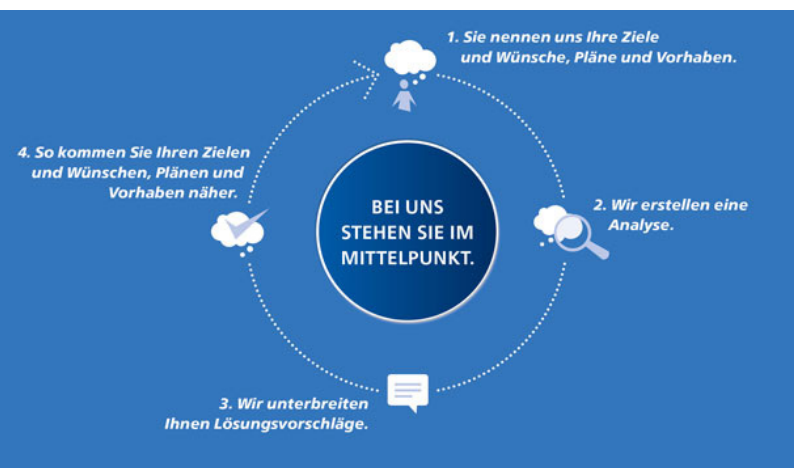 1. Sie nennen uns Ihre Ziele
und Wünsche, Pläne und Vorhaben.
2. Wir erstellen eine
Analyse.
3. Wir unterbreiten
Ihnen Lösungsvorschläge.
4. So kommen Sie Ihren Zielen
und Wünschen, Plänen und
Vorhaben näher.
BEI UNS
STEHEN SIE IM
MITTELPUNKT.